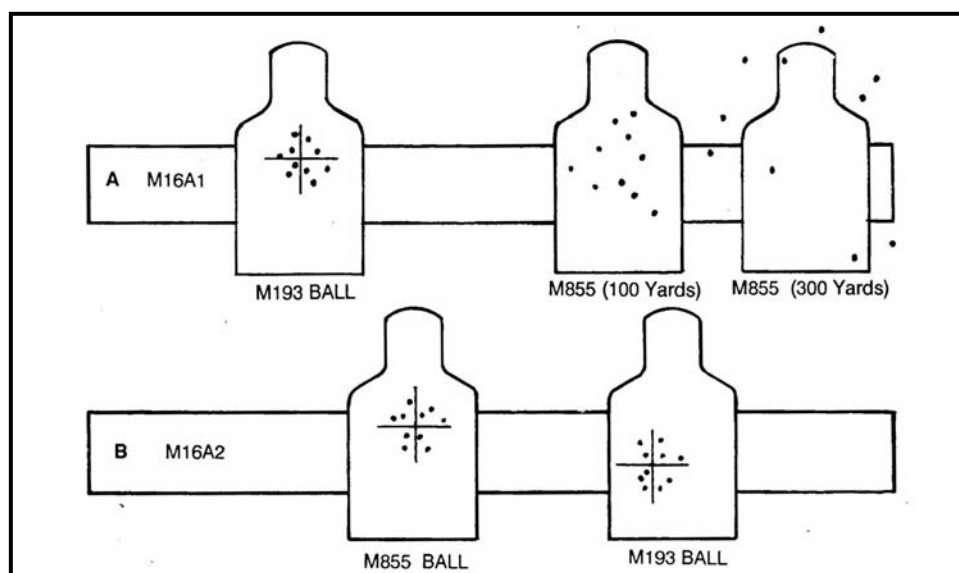 A M16A1
M193 BALL
M855 (100 Yards)
M855 (300 Yards)
B M16A2
M855 BALL
M193 BALL